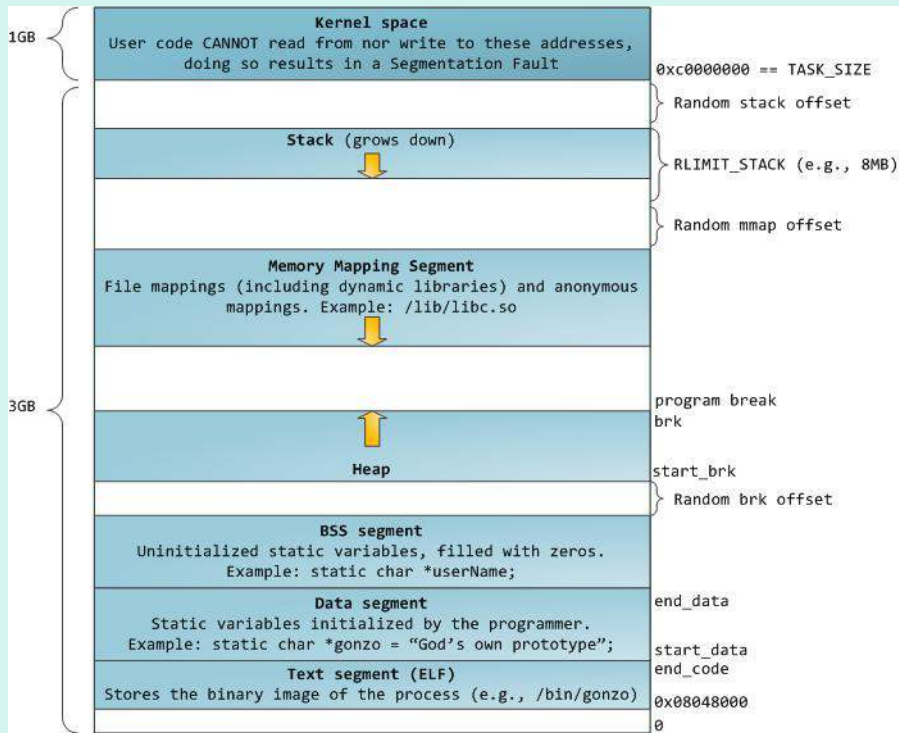 Kernel space
1GB
User code CANNOT read from nor write to these addresses,
doing so results in a Segmentation Fault
0xc0000000 == TASK_SIZE
Random stack offset
Stack (grows down)
RLIMIT_STACK (e.g., 8MB)
Random mmap offset
Memory Mapping Segment
File mappings (including dynamic libraries) and anonymous
mappings. Example: /lib/libc.so
3GB
program break
brk
Heap
start_brk
Random brk offset
BSS segment
Uninitialized static variables, filled with zeros.
Example: static char *userName;
Data segment
end_data
Static variables initialized by the programmer.
Example: static char *gonzo = “God’s own prototype”;
start_data
end_code
Text segment (ELF)
Stores the binary image of the process (e.g., /bin/gonzo)
0x08048000
0